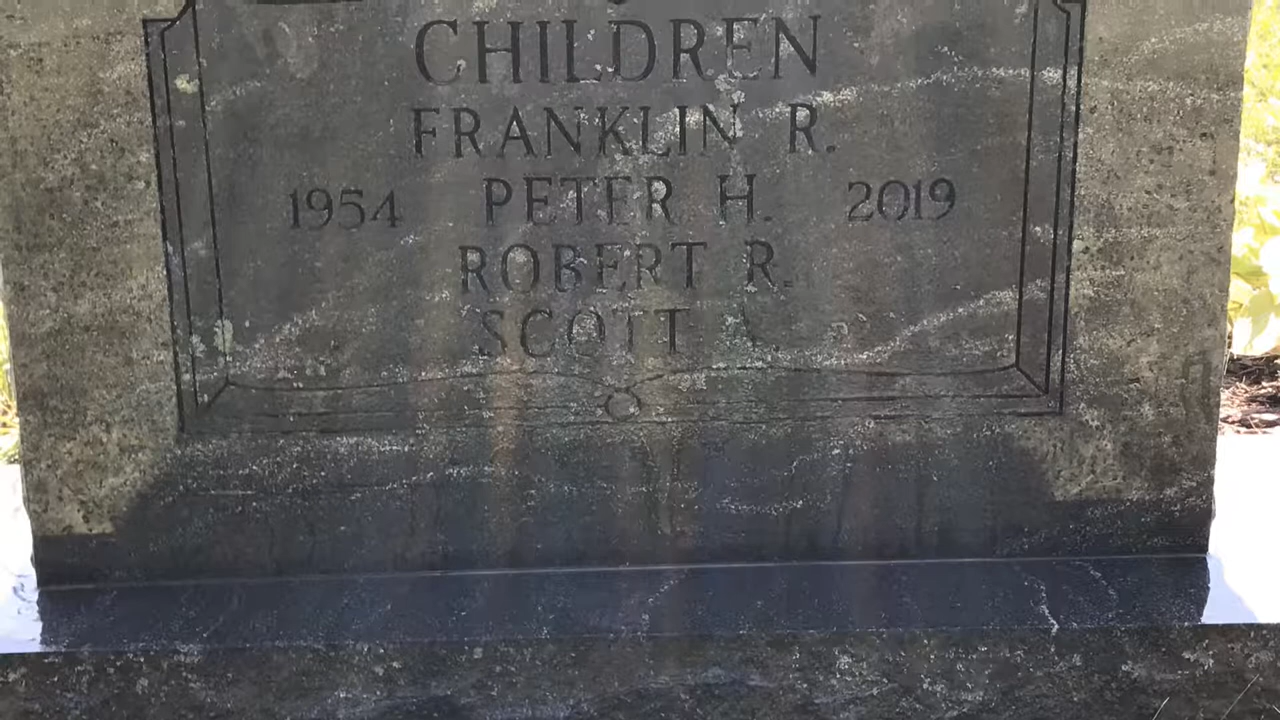 CHILDREN
FRANKLIN R.
1954 PETER H. 2019
ROBERT R.
SCOTT